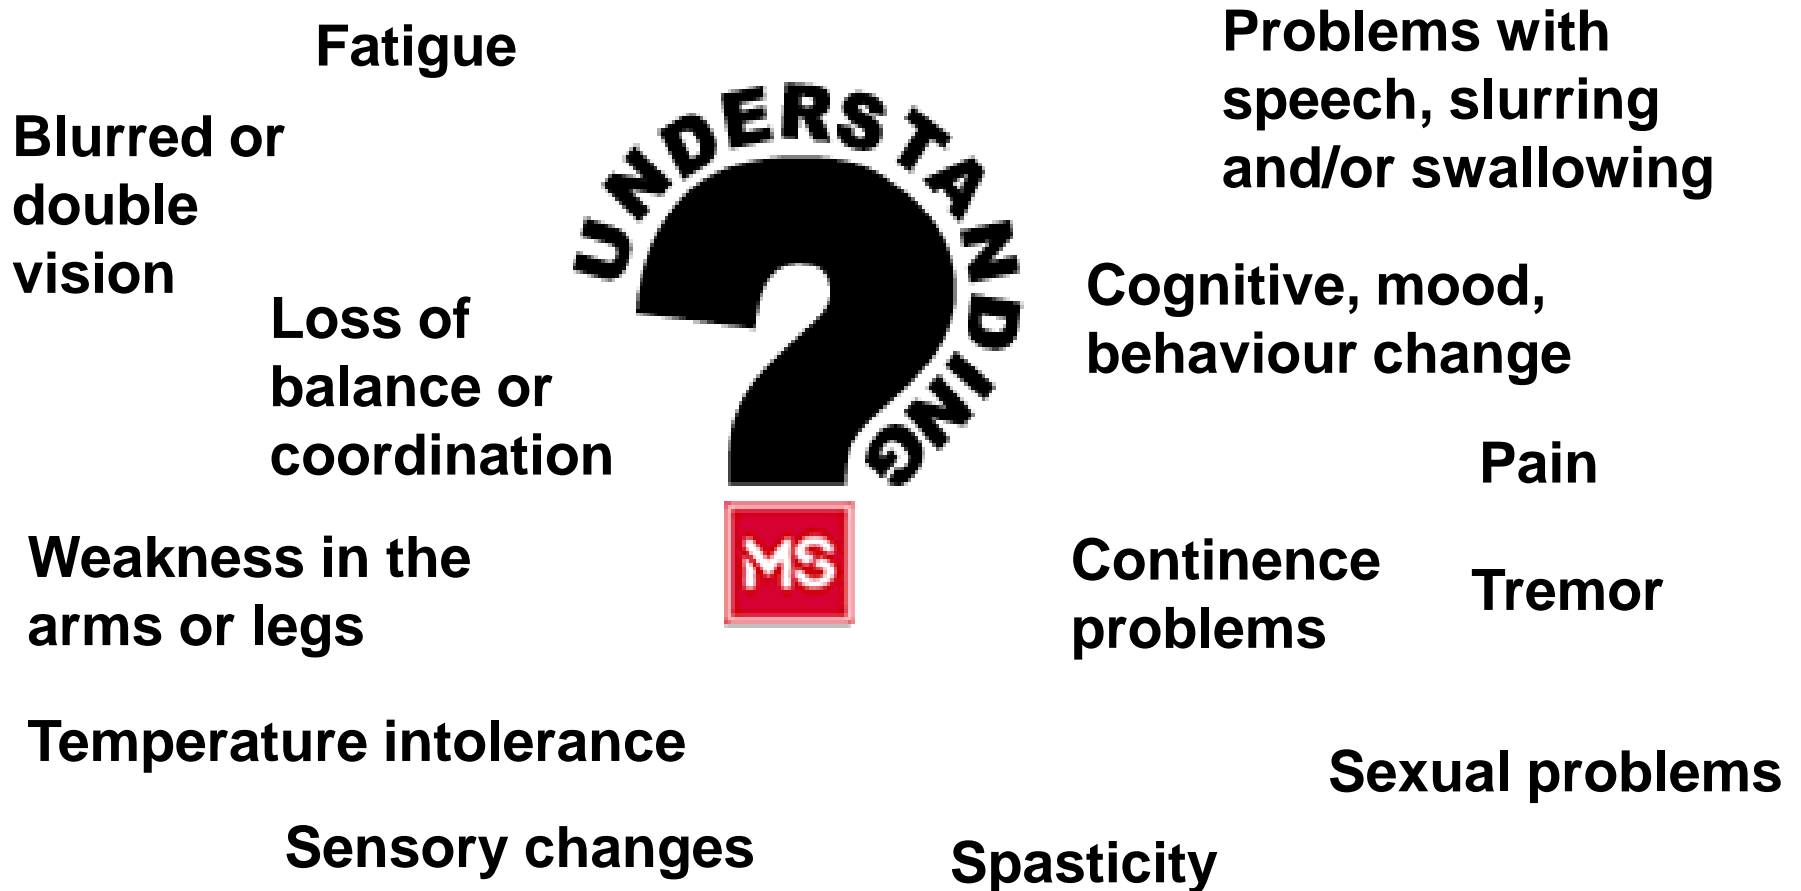 Fatigue
Blurred or
double
vision
Loss of
balance or
coordination
Weakness in the
arms or legs
Temperature intolerance
Sensory changes
UNDERSTANDING
MS
Problems with
speech, slurring
and/or swallowing
Cognitive, mood,
behaviour change
Pain
Continence
problems
Tremor
Sexual problems
Spasticity